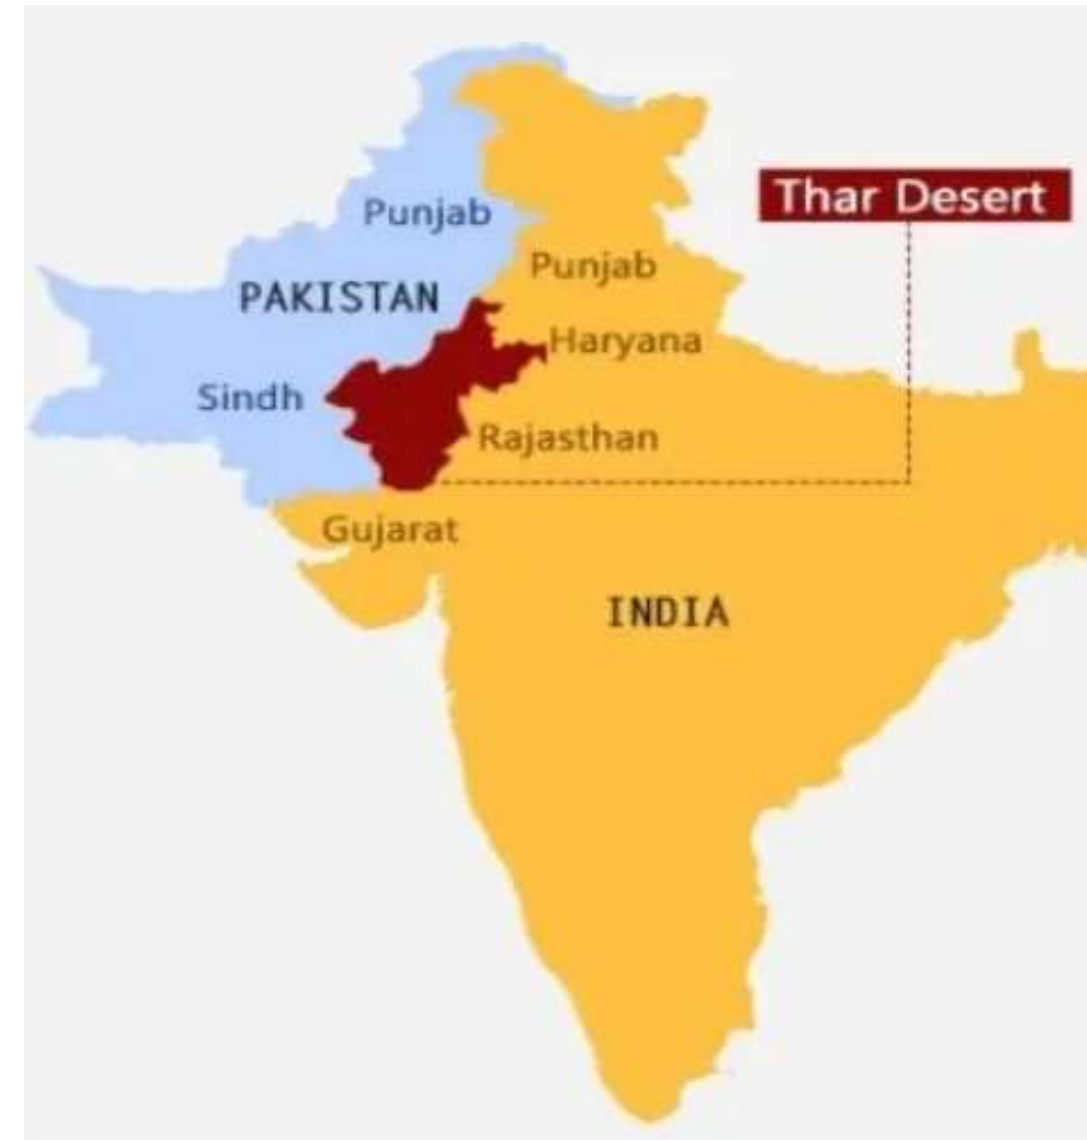 Thar Desert
Punjab
Punjab
PAKISTAN
Haryana
Sindh
Rajasthan
Gujarat
INDIA